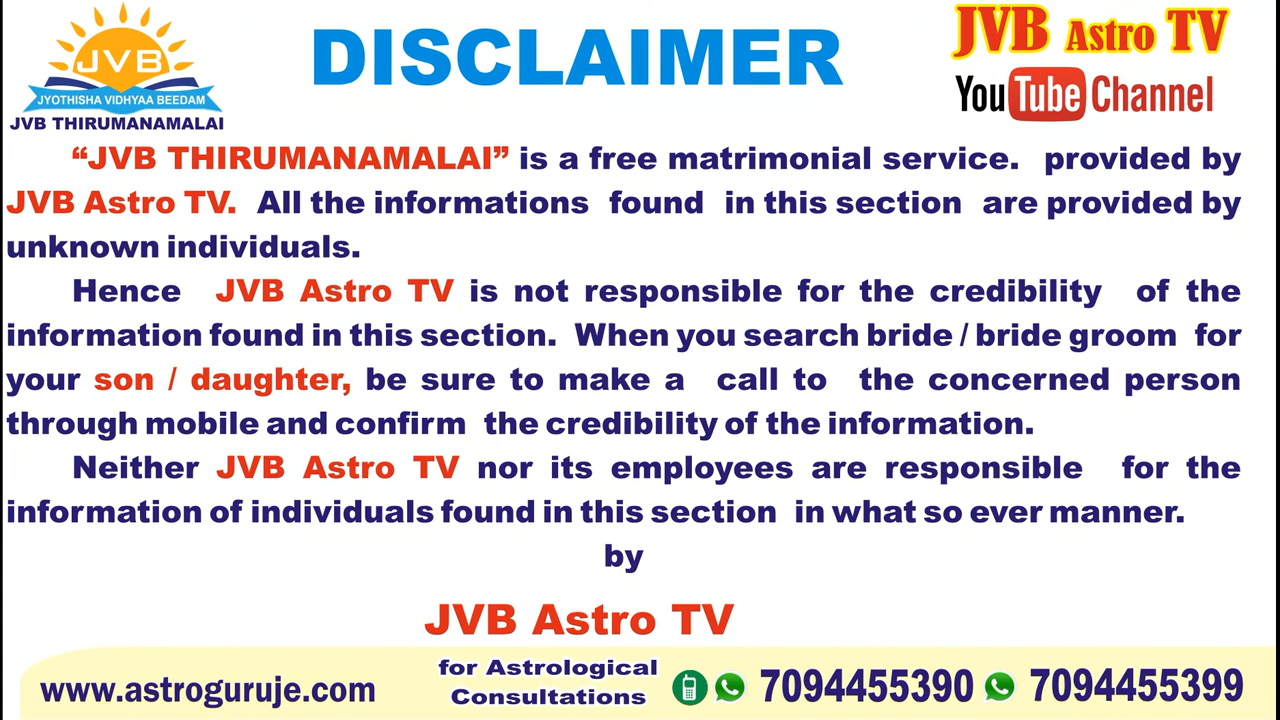 JVB
JYOTHISHA VIDHYAA BEEDAM
JVB THIRUMANAMALAI
DISCLAIMER
JVB Astro TV
YouTube Channel
“JVB THIRUMANAMALAI” is a free matrimonial service. provided by
JVB Astro TV. All the informations found in this section are provided by
unknown individuals.
Hence JVB Astro TV is not responsible for the credibility of the
information found in this section. When you search bride / bride groom for
your son / daughter, be sure to make a call to the concerned person
through mobile and confirm the credibility of the information.
Neither JVB Astro TV nor its employees are responsible for the
information of individuals found in this section in what so ever manner.
by
JVB Astro TV
www.astroguruje.com
for Astrological
Consultations
7094455390
7094455399